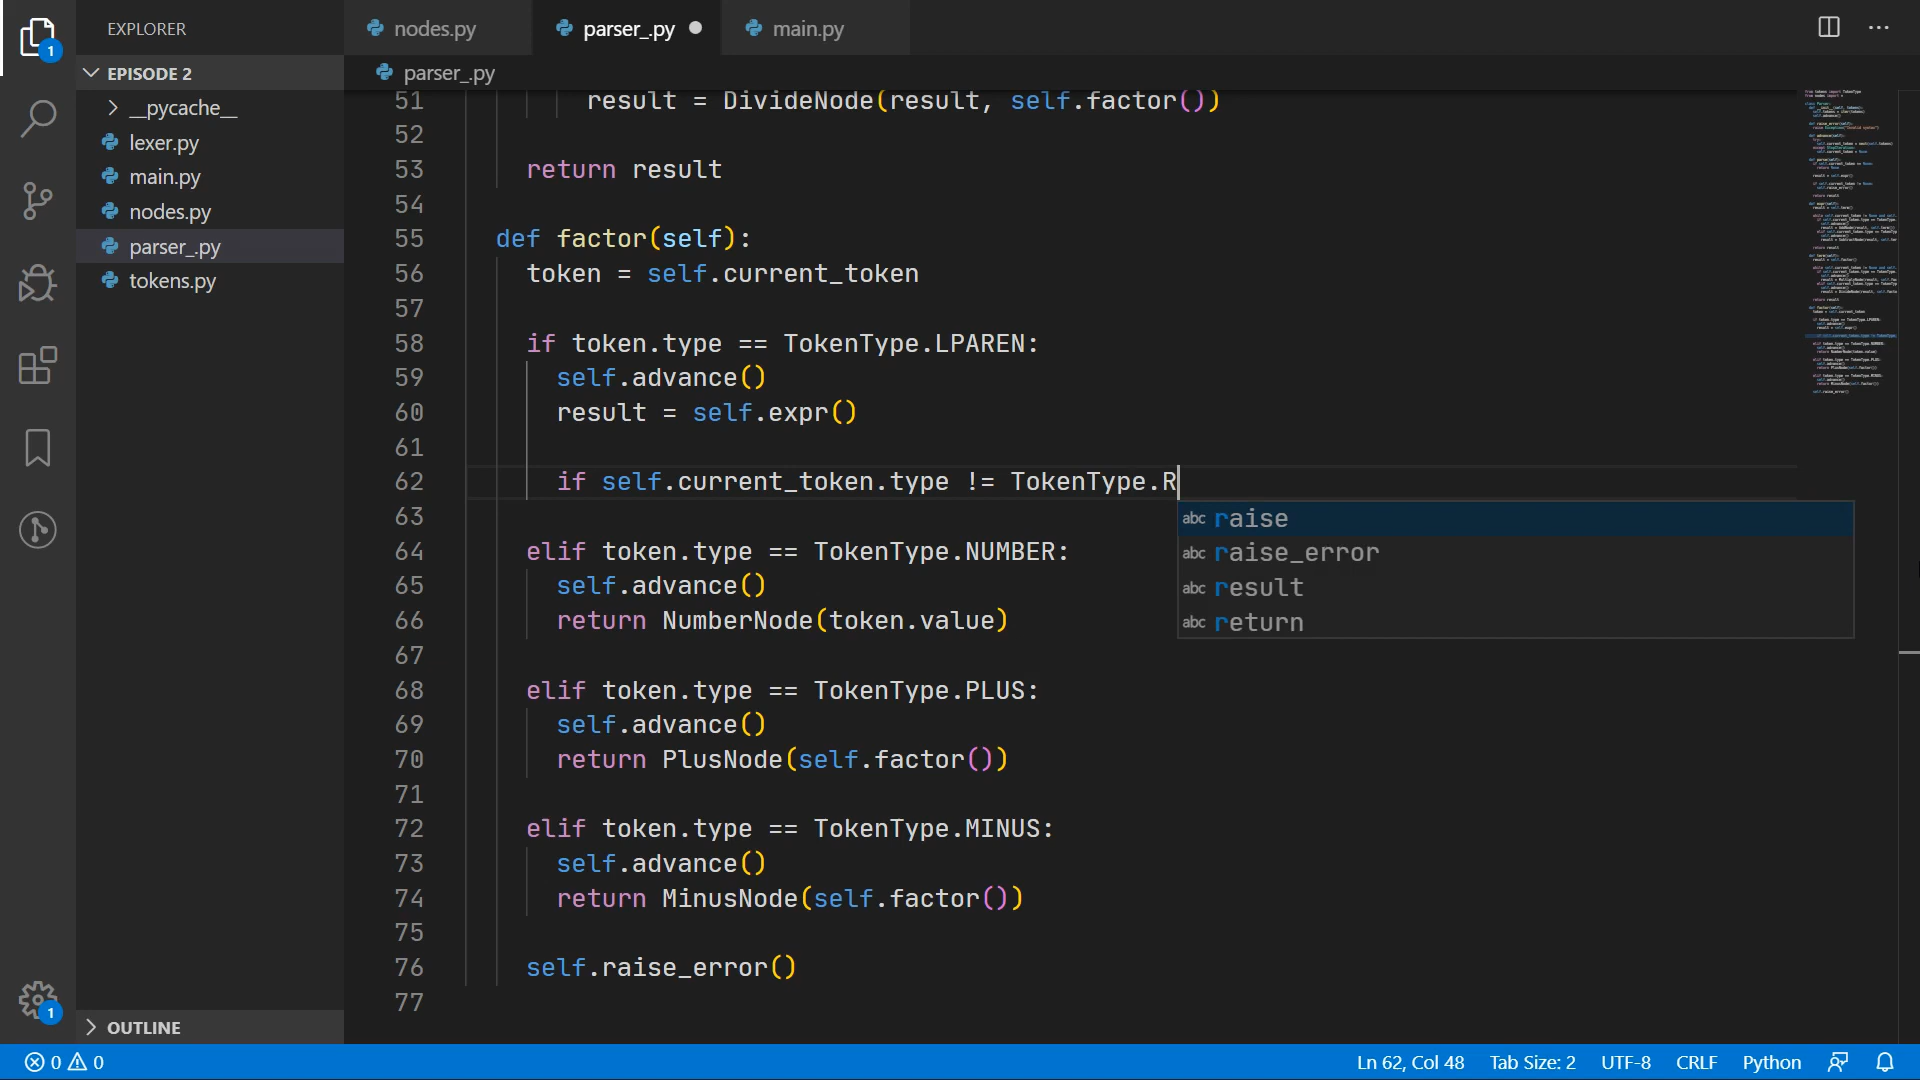 EXPLORER
nodes.py
parser_.py
main.py
1
EPISODE 2
parser_.py
__pycache__
lexer.py
main.py
nodes.py
parser_.py
tokens.py
51 result = DivideNode(result, self.factor())
52
53 return result
54
55 def factor(self):
56 token = self.current_token
57
58 if token.type == TokenType.LPAREN:
59 self.advance()
60 result = self.expr()
61
62 if self.current_token.type != TokenType.R
abc raise
abc raise_error
abc result
abc return
63
64 elif token.type == TokenType.NUMBER:
65 self.advance()
66 return NumberNode(token.value)
67
68 elif token.type == TokenType.PLUS:
69 self.advance()
70 return PlusNode(self.factor())
71
72 elif token.type == TokenType.MINUS:
73 self.advance()
74 return MinusNode(self.factor())
75
76 self.raise_error()
77
1
OUTLINE
0 0
Ln 62, Col 48
Tab Size: 2
UTF-8
CRLF
Python